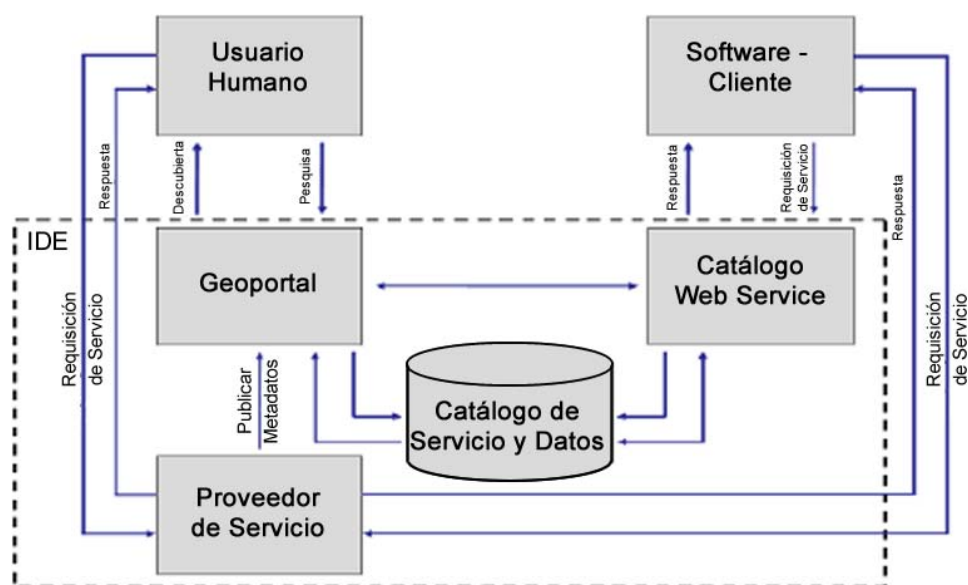 Usuario
Humano
Software -
Cliente
Respuesta
Descubierta
Pesquisa
Respuesta
Requisición
de Servicio
Respuesta
IDE
Geoportal
Catálogo
Web Service
Requisición
de Servicio
Requisición
de Servicio
Publicar
Metadatos
Catálogo de
Servicio y Datos
Proveedor
de Servicio